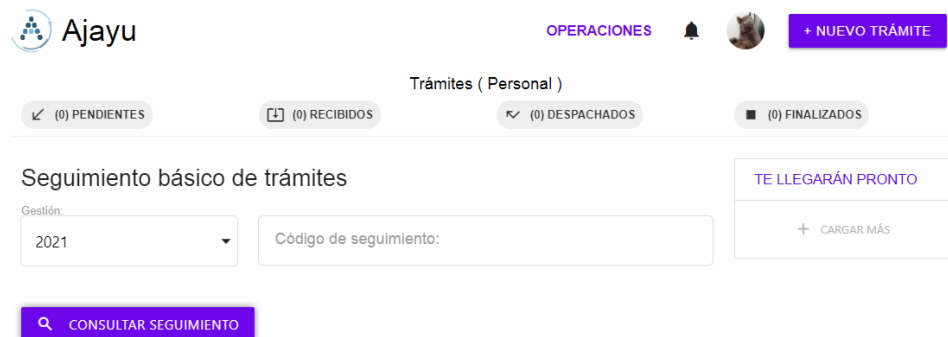 Ajayu
OPERACIONES
+ NUEVO TRÁMITE
Trámites ( Personal )
(0) PENDIENTES
(0) RECIBIDOS
(0) DESPACHADOS
(0) FINALIZADOS
Seguimiento básico de trámites
Gestión:
2021
Código de seguimiento:
CONSULTAR SEGUIMIENTO
TE LLEGARÁN PRONTO
+ CARGAR MÁS